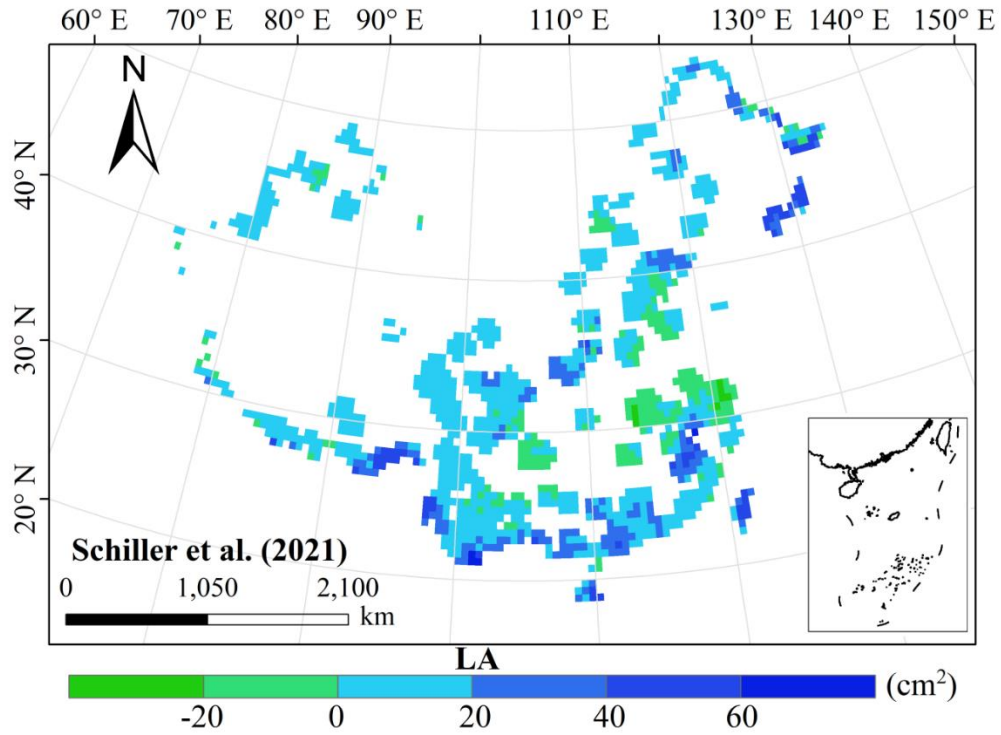 60° E 70° E 80° E 90° E 110° E 130° E 140° E 150° E
N
40° N
30° N
20° N
Schiller et al. (2021)
0 1,050 2,100
km
LA
(cm²)
-20 0 20 40 60